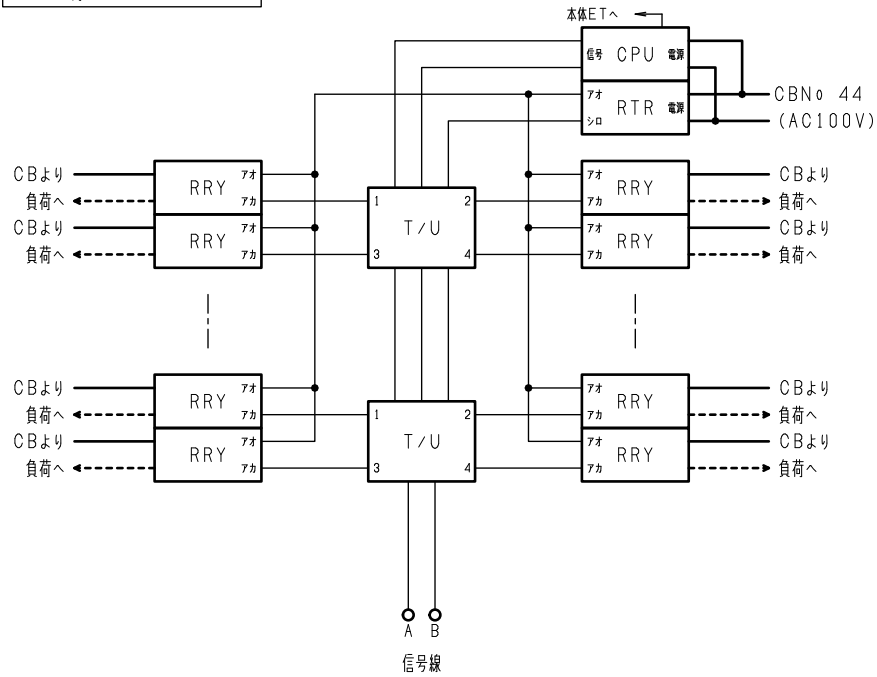 本体ETへ
信号 CPU 電源
アオ RTR 電源
シロ
CBNo 44
(AC100V)
CBより RRY アオ
負荷へ アカ
CBより RRY アオ
負荷へ アカ
1 T/U 2
3 4
アオ RRY CBより
アカ 負荷へ
アオ RRY CBより
アカ 負荷へ
CBより RRY アオ
負荷へ アカ
CBより RRY アオ
負荷へ アカ
1 T/U 2
3 4
アオ RRY CBより
アカ 負荷へ
アオ RRY CBより
アカ 負荷へ
A B
信号線